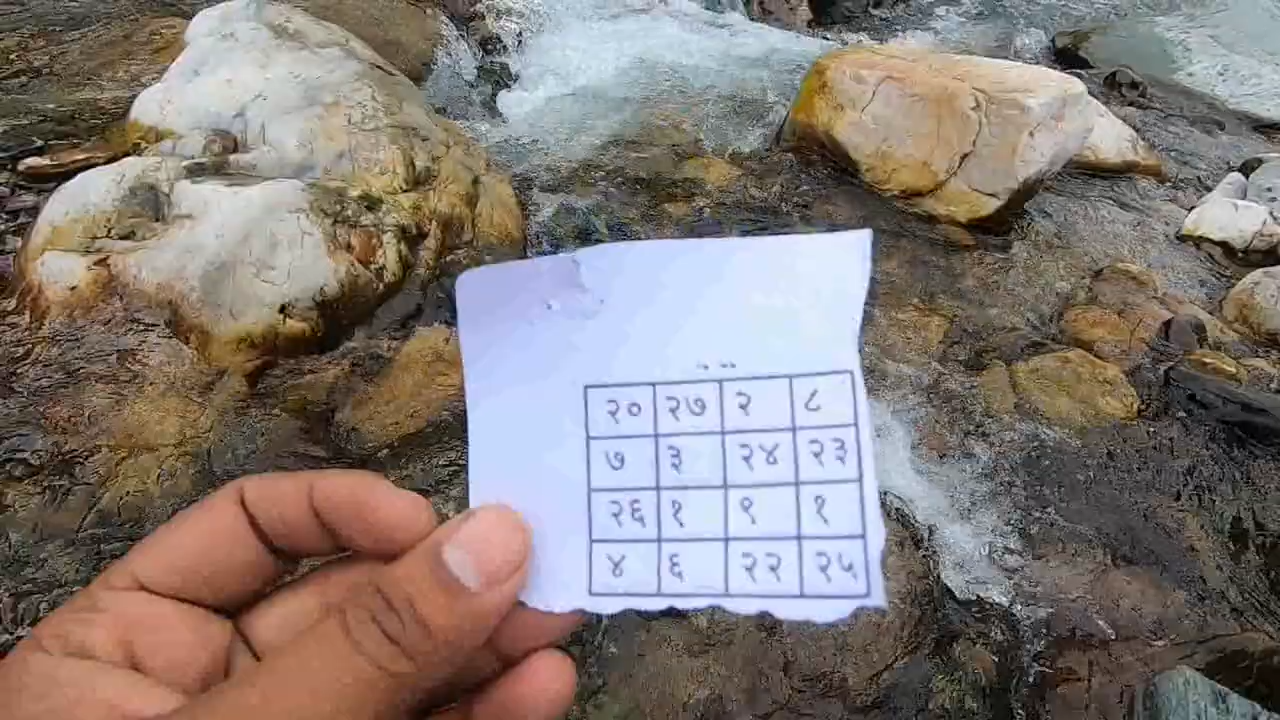 २० २७ २ ८
७ ३ २४ २३
२६ १ ९ १
४ ६ २२ २५